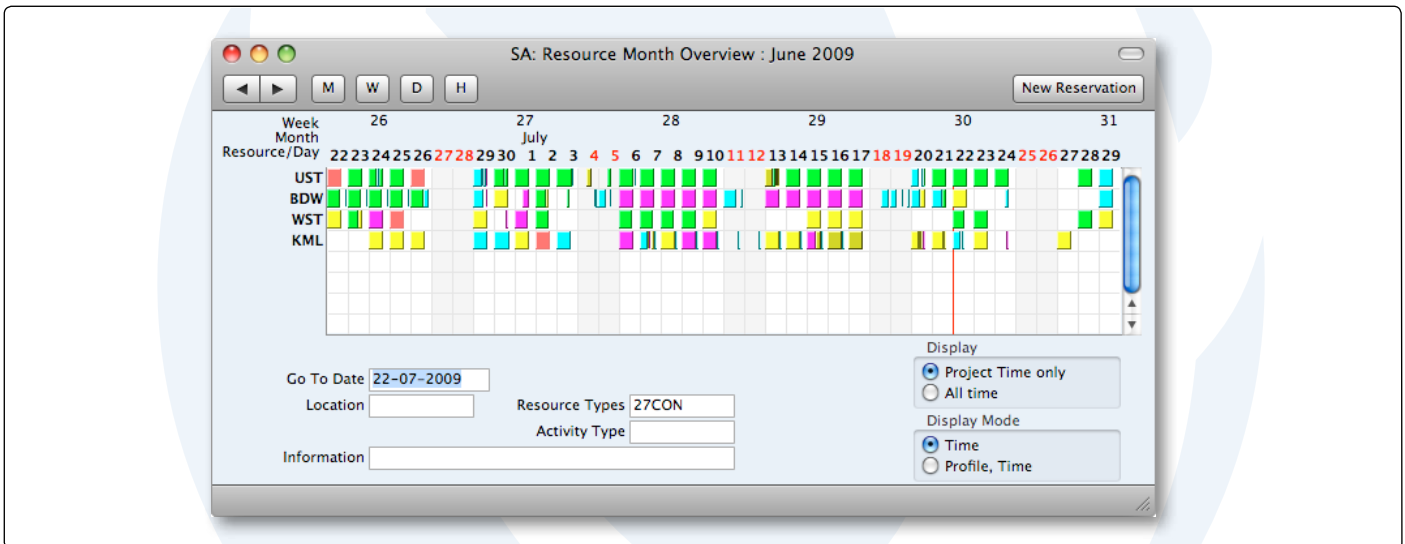 SA: Resource Month Overview : June 2009
M W D H New Reservation
Week 26 27 28 29 30 31
Month July
Resource/Day 22 23 24 25 26 27 28 29 30 1 2 3 4 5 6 7 8 9 10 11 12 13 14 15 16 17 18 19 20 21 22 23 24 25 26 27 28 29
UST
BDW
WST
KML
Display
Go To Date 22-07-2009 Project Time only
All time
Location Resource Types 27CON
Display Mode
Activity Type
Time
Information Profile, Time